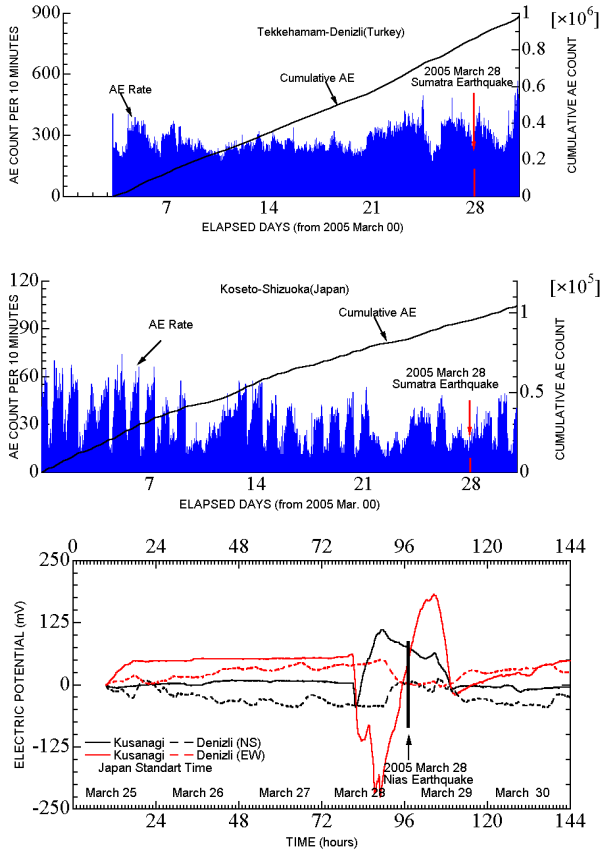 900
600
300
0
AE COUNT PER 10 MINUTES
Tekkehamam-Denizli(Turkey)
AE Rate
Cumulative AE
2005 March 28
Sumatra Earthquake
1
0.8
0.6
0.4
0.2
0
[×10⁶]
CUMULATIVE AE COUNT
7 14 21 28
ELAPSED DAYS (from 2005 March 00)
120
90
60
30
0
AE COUNT PER 10 MINUTES
Koseto-Shizuoka(Japan)
AE Rate
Cumulative AE
2005 March 28
Sumatra Earthquake
1
0.5
0
[×10⁵]
CUMULATIVE AE COUNT
7 14 21 28
ELAPSED DAYS (from 2005 Mar. 00)
0 24 48 72 96 120 144
250
125
0
-125
-250
ELECTRIC POTENTIAL (mV)
Kusanagi Denizli (NS)
Kusanagi Denizli (EW)
Japan Standart Time
2005 March 28
Nias Earthquake
March 25 March 26 March 27 March 28 March 29 March 30
0 24 48 72 96 120 144
TIME (hours)